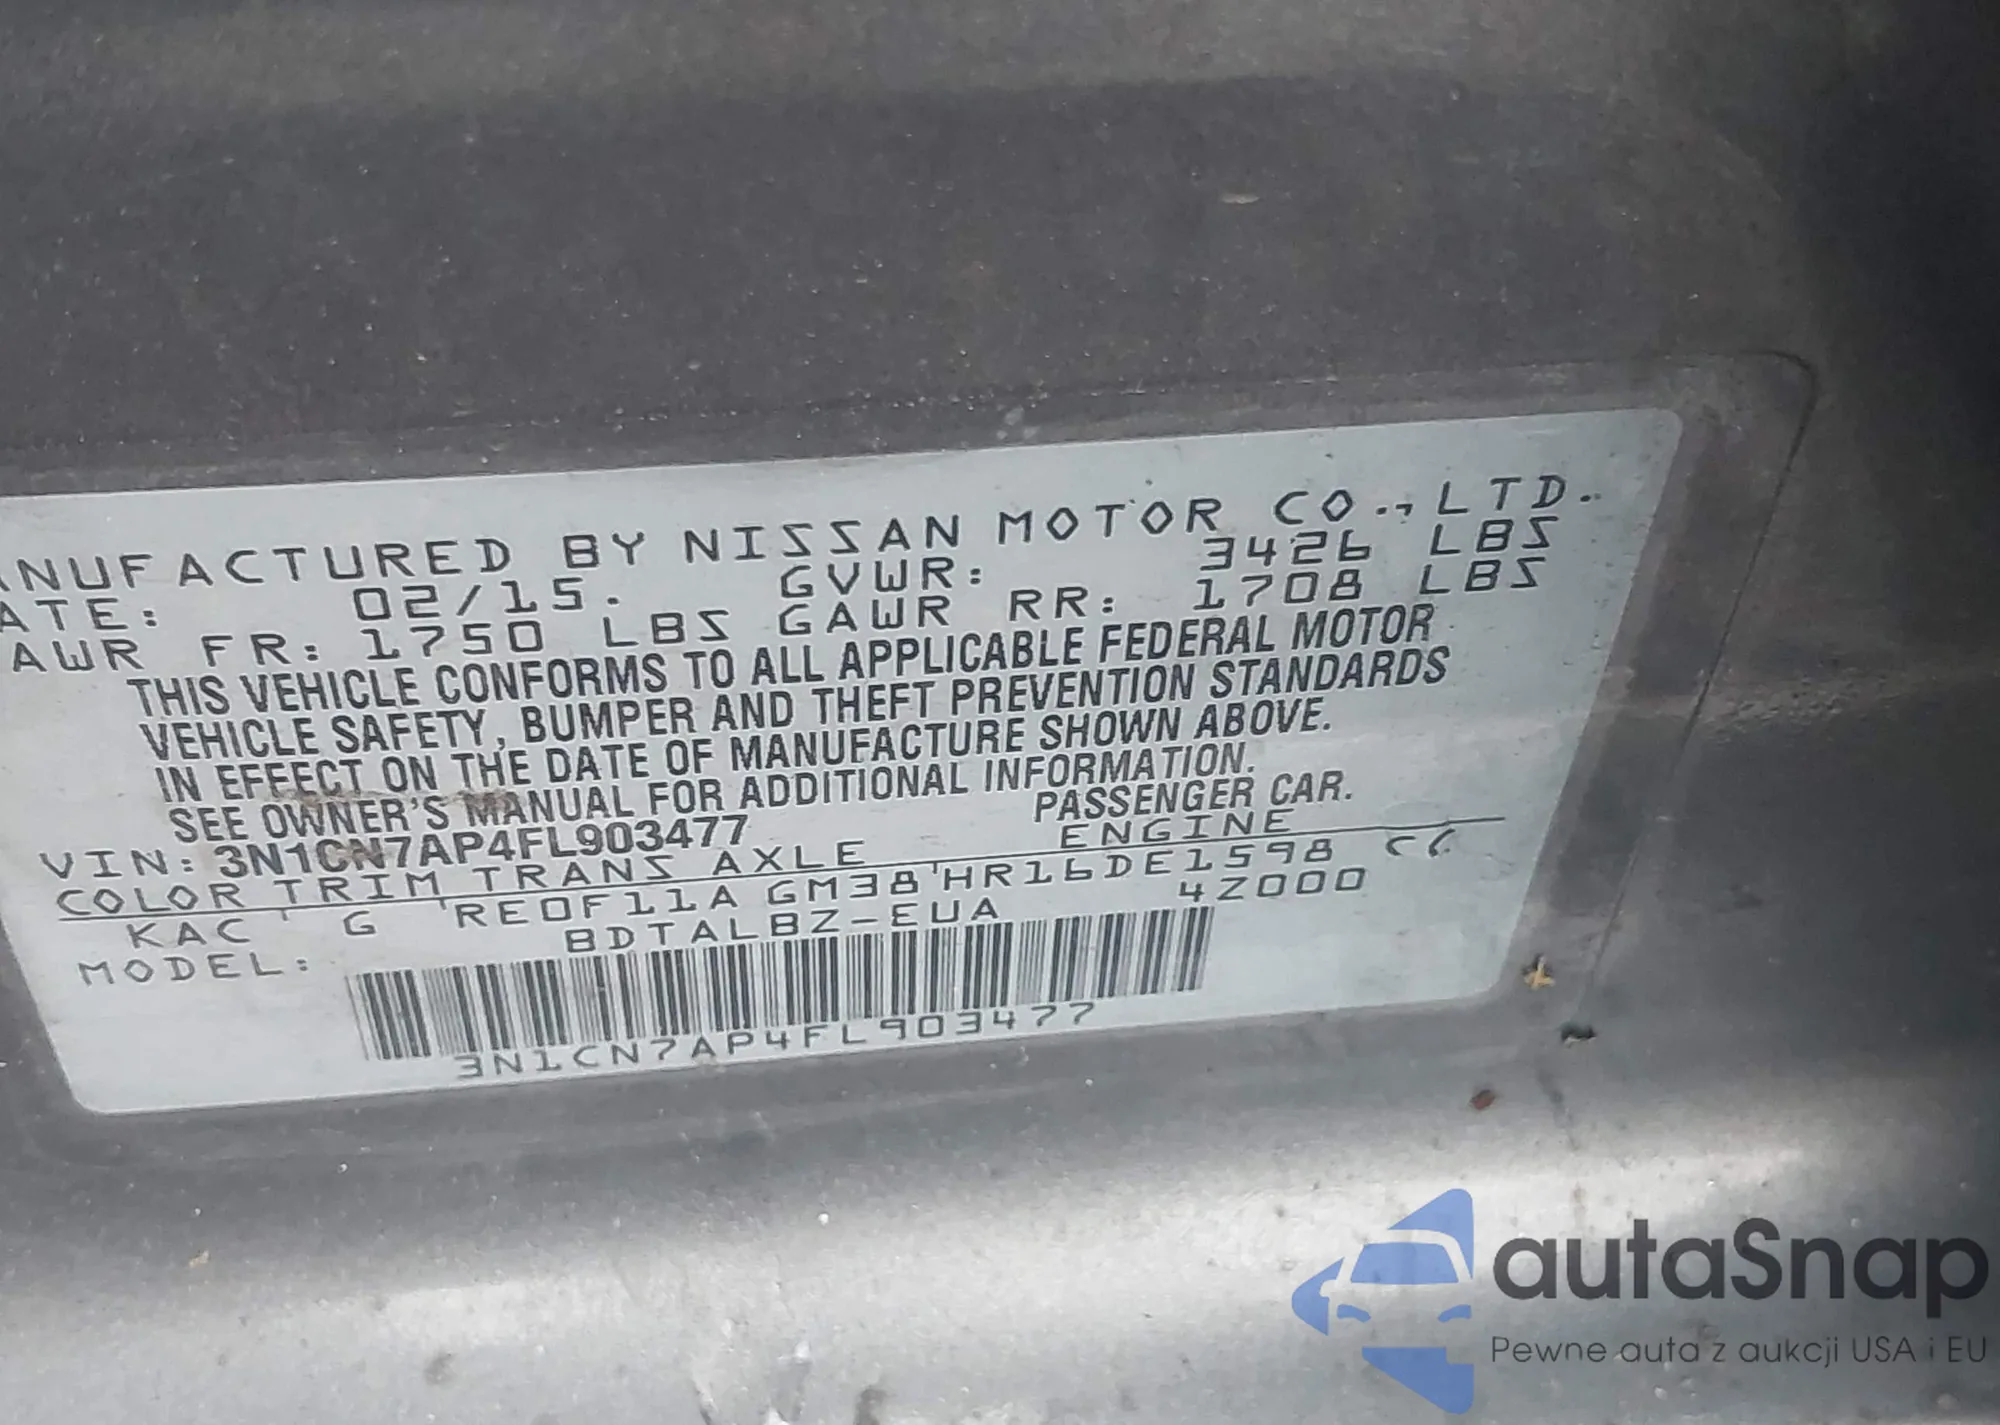 NUFACTURED BY NISSAN MOTOR CO., LTD.
ATE: 02/15. GVWR: 3426 LBS
AWR FR: 1750 LBS GAWR RR: 1708 LBS
THIS VEHICLE CONFORMS TO ALL APPLICABLE FEDERAL MOTOR
VEHICLE SAFETY, BUMPER AND THEFT PREVENTION STANDARDS
IN EFFECT ON THE DATE OF MANUFACTURE SHOWN ABOVE.
SEE OWNER'S MANUAL FOR ADDITIONAL INFORMATION.
VIN: 3N1CN7AP4FL903477 PASSENGER CAR.
COLOR TRIM TRANS AXLE ENGINE
KAC G RE0F11A GM38 HR16DE1598 CC
MODEL: BDTALBZ-EUA 4Z000
3N1CN7AP4FL903477
autaSnap
Pewne auta z aukcji USA i EU